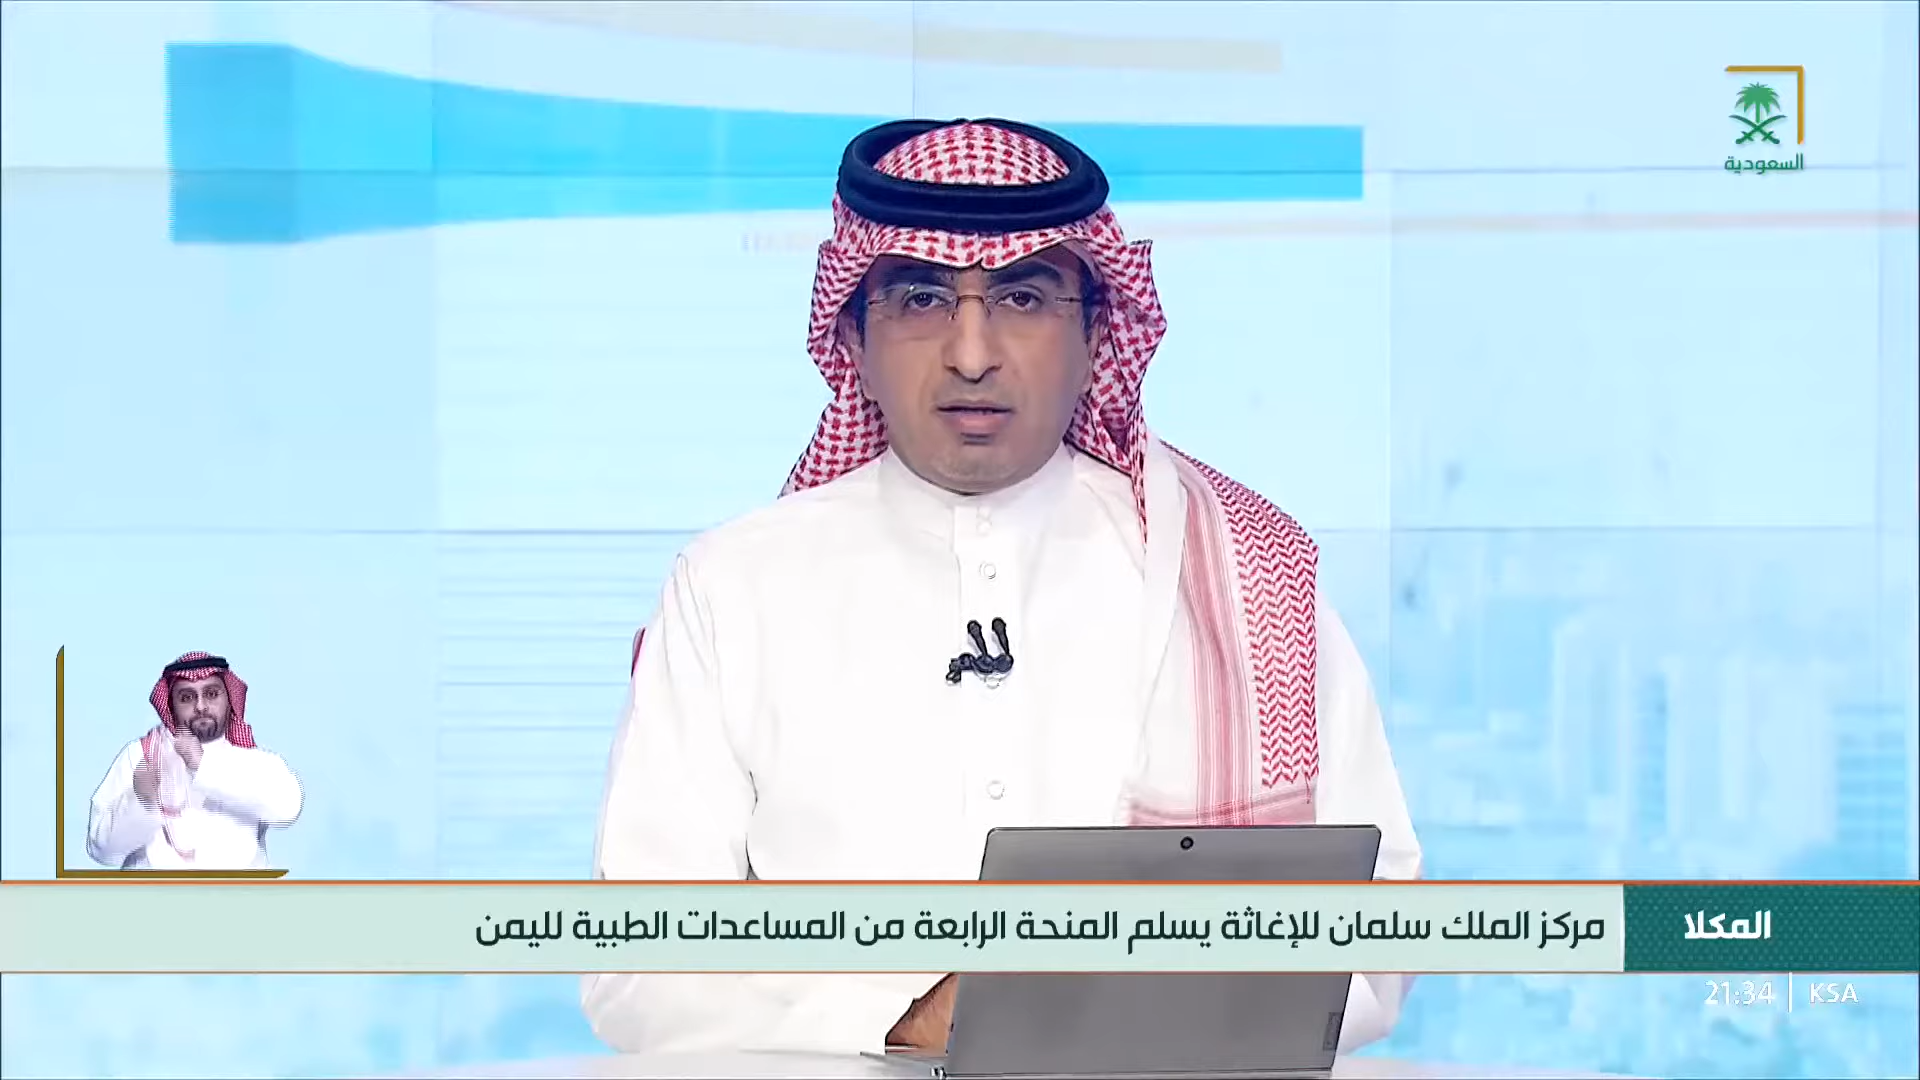 السعودية
المكلا
مركز الملك سلمان للإغاثة يسلم المنحة الرابعة من المساعدات الطبية لليمن
21:34 | KSA